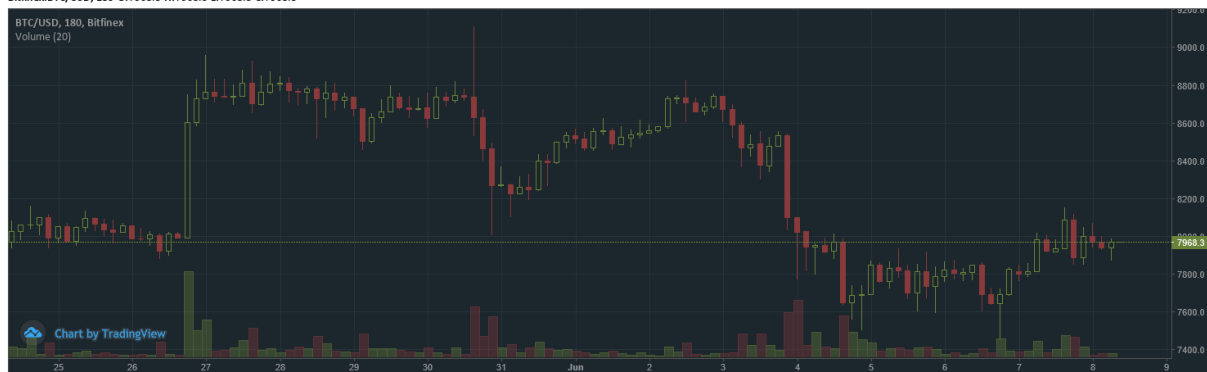 BTC/USD, 180, Bitfinex
Volume (20)
9200.0
9000.0
8800.0
8600.0
8400.0
8200.0
8000.0
7968.3
7800.0
7600.0
7400.0
Chart by TradingView
25 26 27 28 29 30 31 Jun 2 3 4 5 6 7 8 9